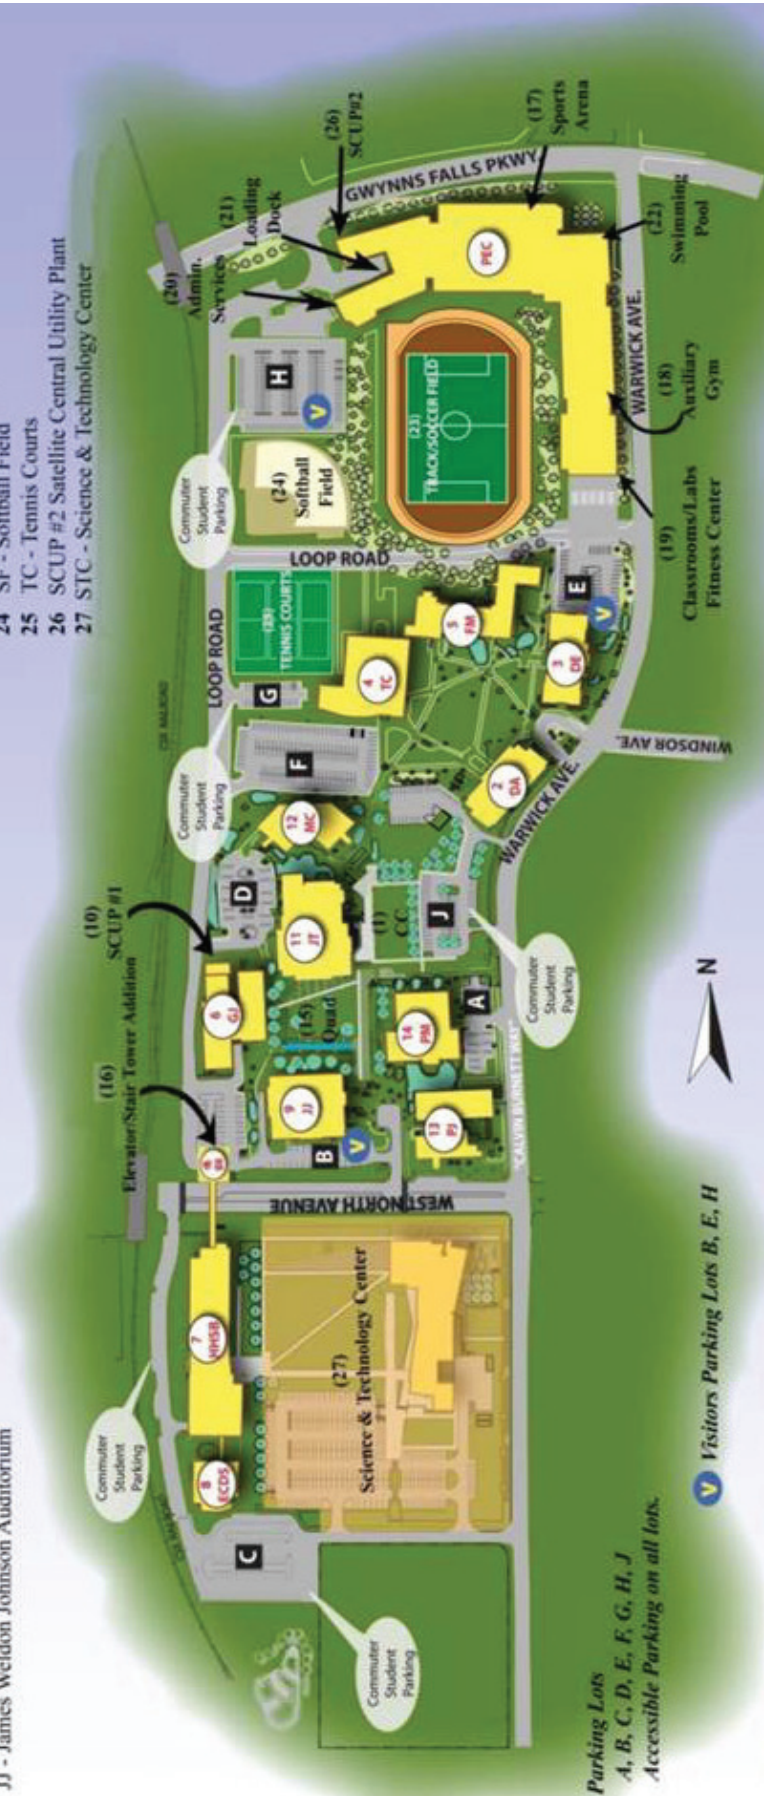 24 SF - Softball Field
25 TC - Tennis Courts
26 SCUP #2 Satellite Central Utility Plant
27 STC - Science & Technology Center
JJ - James Weldon Johnson Auditorium
(10)
SCUP #1
(16)
Elevator/Stair Tower Addition
(20)
Admin.
Services
(21)
Loading
Dock
(26)
SCUP#2
(17)
Sports
Arena
(22)
Swimming
Pool
(18)
Auxiliary
Gym
(19)
Classrooms/Labs
Fitness Center
GWYNNS FALLS PKWY.
WARWICK AVE.
WARWICK AVE.
WINDSOR AVE.
LOOP ROAD
LOOP ROAD
WEST NORTH AVENUE
CSX RAILROAD
PEC
(23)
TRACK/SOCCER FIELD
(24)
Softball
Field
(25)
TENNIS COURTS
H
V
Commuter
Student
Parking
G
F
Commuter
Student
Parking
4
TC
5
FM
3
DE
E
V
2
DA
12
MC
D
11
JT
(1)
CC
J
Commuter
Student
Parking
6
GJ
(15)
Quad
14
PM
A
9
JJ
B
V
13
PJ
7
HHSB
8
ECDS
(27)
Science & Technology Center
Commuter
Student
Parking
C
Commuter
Student
Parking
N
Parking Lots
A, B, C, D, E, F, G, H, J
Accessible Parking on all lots.
V Visitors Parking Lots B, E, H